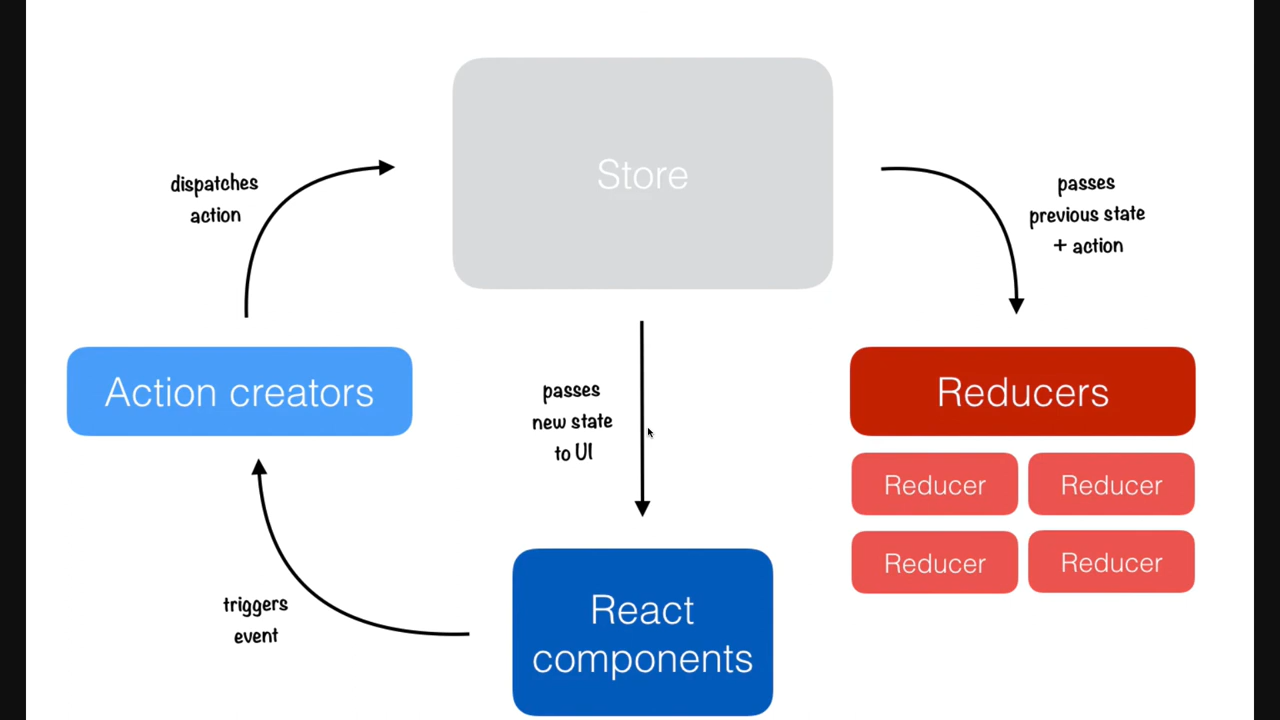 Store
dispatches
action
passes
previous state
+ action
Action creators
passes
new state
to UI
Reducers
Reducer
Reducer
Reducer
Reducer
triggers
event
React
components